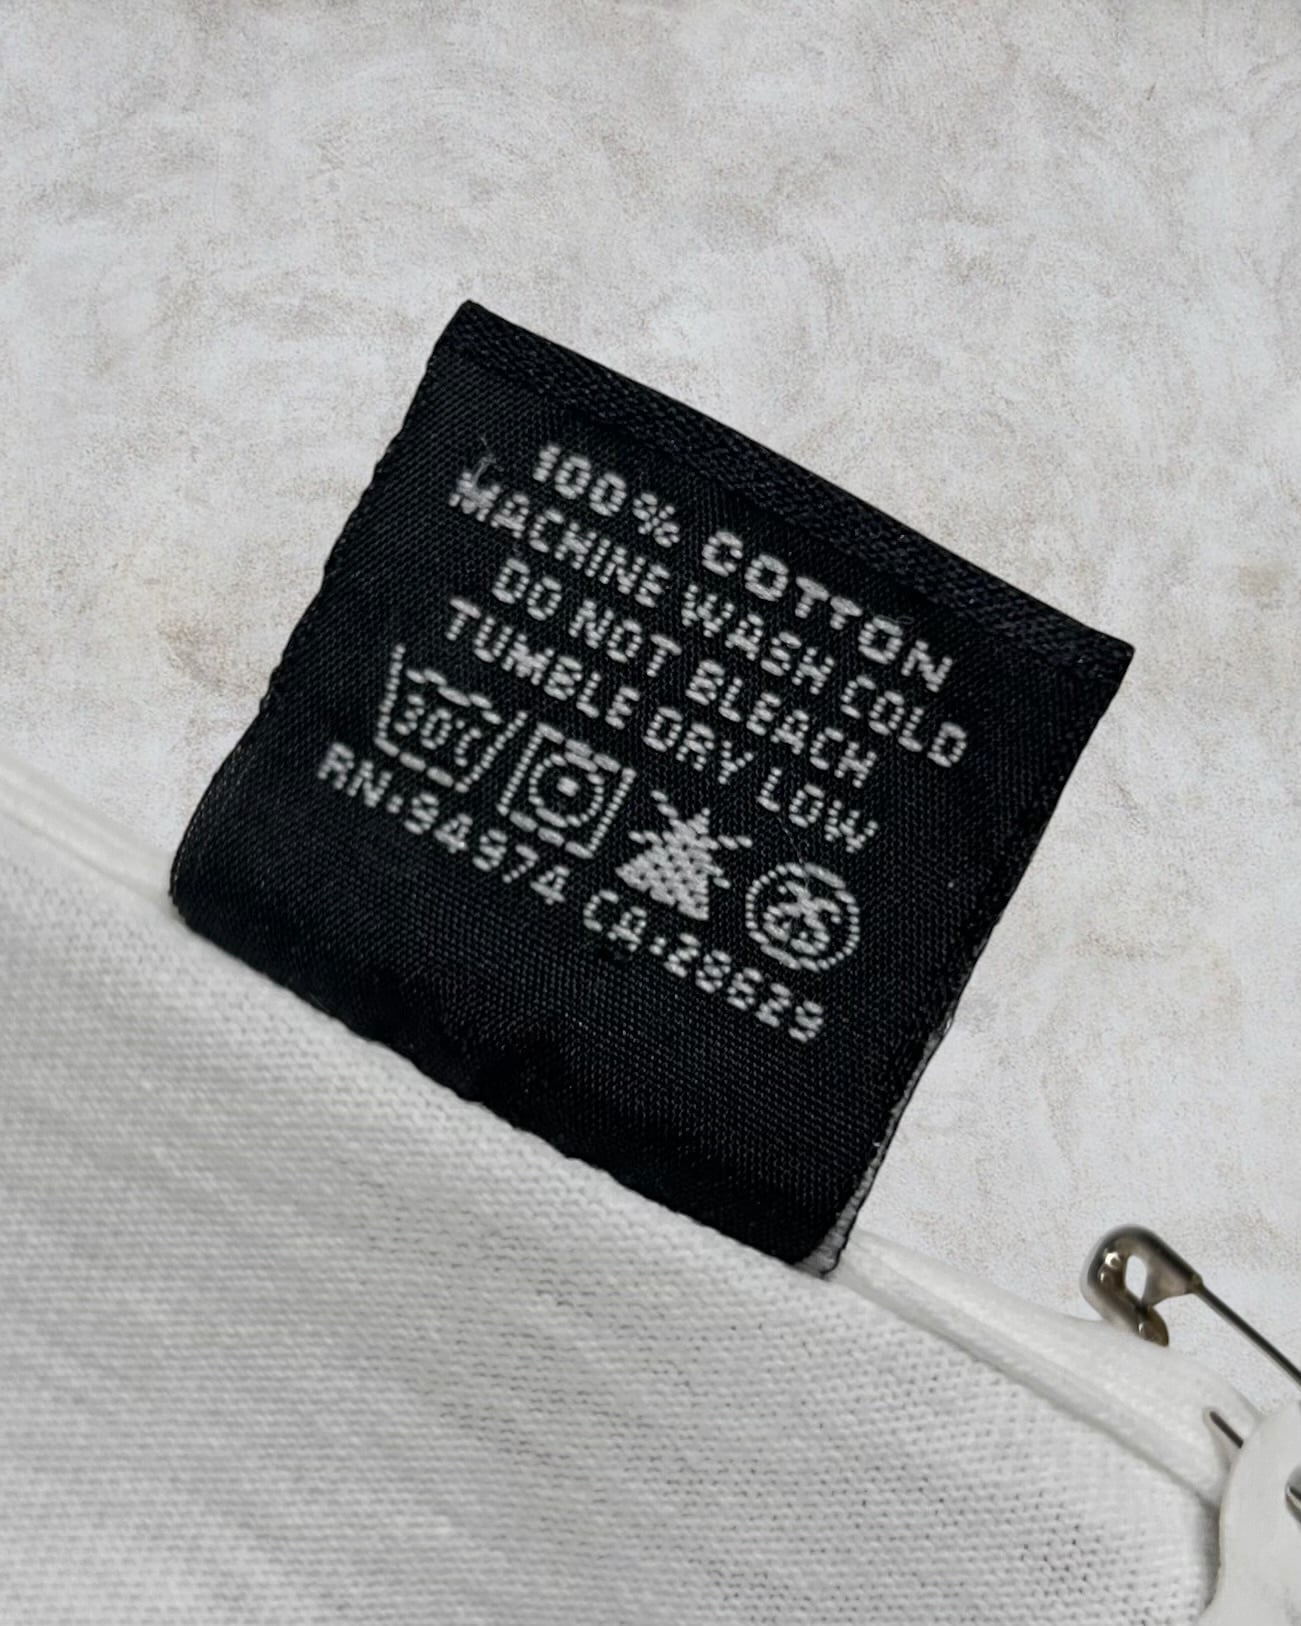 100% COTTON
MACHINE WASH COLD
DO NOT BLEACH
TUMBLE DRY LOW
30°C
RN:94974 CA:28629